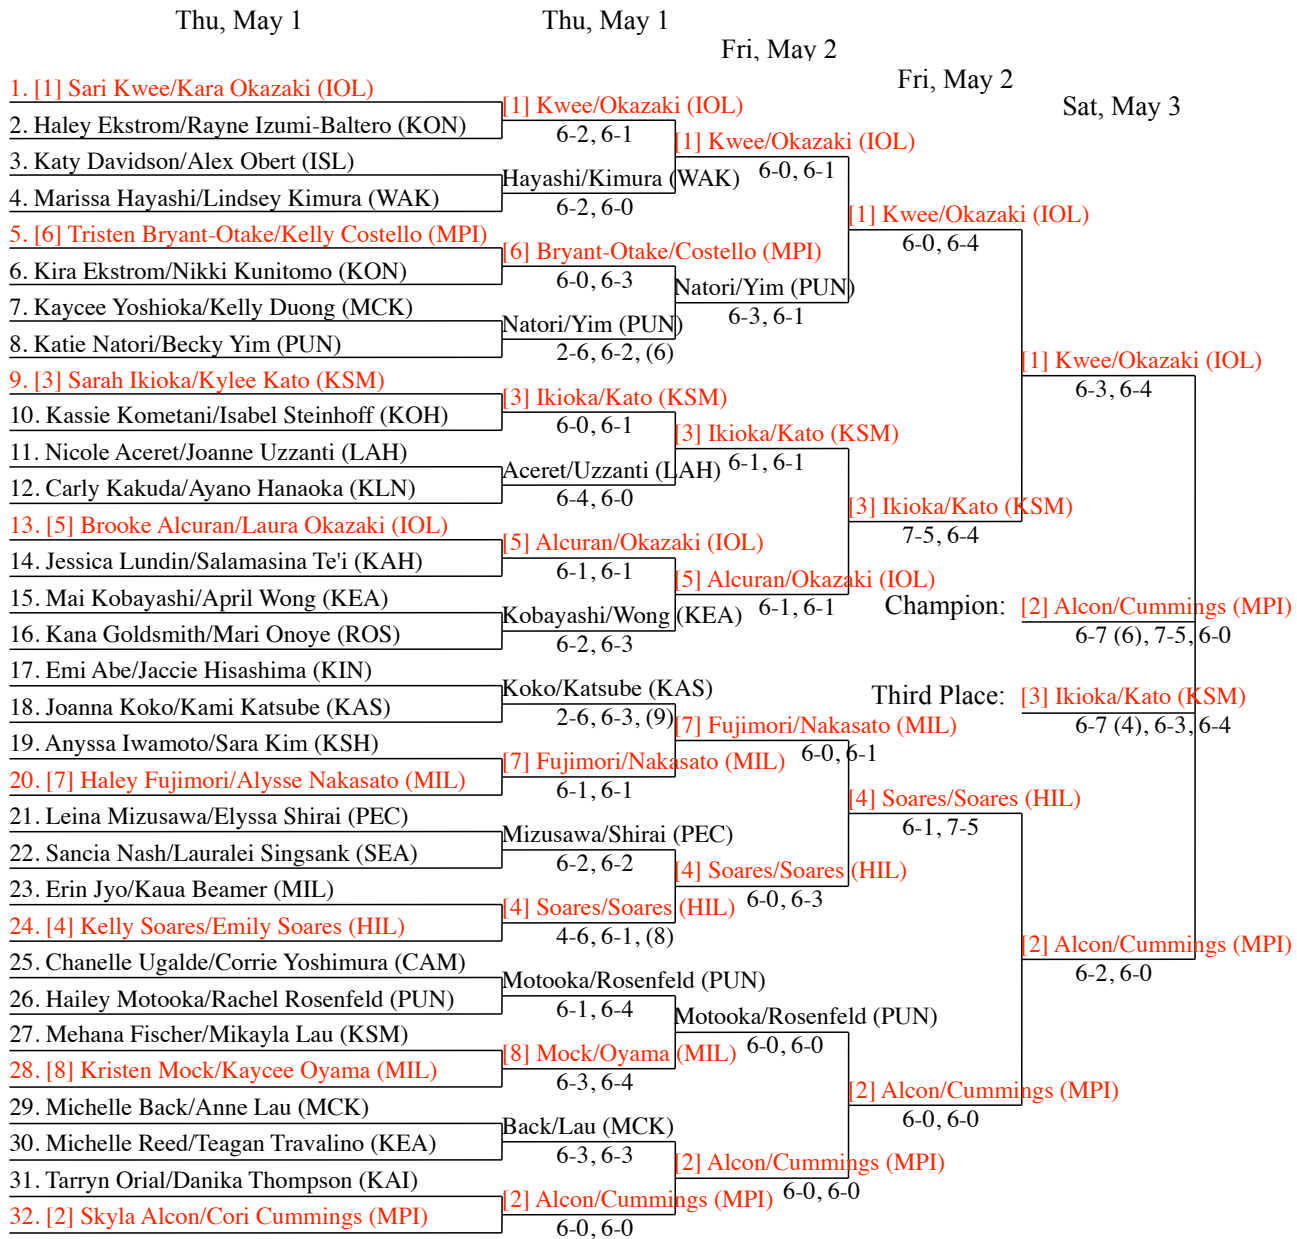 Thu, May 1
Thu, May 1
Fri, May 2
Fri, May 2
Sat, May 3
1. [1] Sari Kwee/Kara Okazaki (IOL)
2. Haley Ekstrom/Rayne Izumi-Baltero (KON)
3. Katy Davidson/Alex Obert (ISL)
4. Marissa Hayashi/Lindsey Kimura (WAK)
5. [6] Tristen Bryant-Otake/Kelly Costello (MPI)
6. Kira Ekstrom/Nikki Kunitomo (KON)
7. Kaycee Yoshioka/Kelly Duong (MCK)
8. Katie Natori/Becky Yim (PUN)
9. [3] Sarah Ikioka/Kylee Kato (KSM)
10. Kassie Kometani/Isabel Steinhoff (KOH)
11. Nicole Aceret/Joanne Uzzanti (LAH)
12. Carly Kakuda/Ayano Hanaoka (KLN)
13. [5] Brooke Alcuran/Laura Okazaki (IOL)
14. Jessica Lundin/Salamasina Te'i (KAH)
15. Mai Kobayashi/April Wong (KEA)
16. Kana Goldsmith/Mari Onoye (ROS)
17. Emi Abe/Jaccie Hisashima (KIN)
18. Joanna Koko/Kami Katsube (KAS)
19. Anyssa Iwamoto/Sara Kim (KSH)
20. [7] Haley Fujimori/Alysse Nakasato (MIL)
21. Leina Mizusawa/Elyssa Shirai (PEC)
22. Sancia Nash/Lauralei Singsank (SEA)
23. Erin Jyo/Kaua Beamer (MIL)
24. [4] Kelly Soares/Emily Soares (HIL)
25. Chanelle Ugalde/Corrie Yoshimura (CAM)
26. Hailey Motooka/Rachel Rosenfeld (PUN)
27. Mehana Fischer/Mikayla Lau (KSM)
28. [8] Kristen Mock/Kaycee Oyama (MIL)
29. Michelle Back/Anne Lau (MCK)
30. Michelle Reed/Teagan Travalino (KEA)
31. Tarryn Orial/Danika Thompson (KAI)
32. [2] Skyla Alcon/Cori Cummings (MPI)
[1] Kwee/Okazaki (IOL)
6-2, 6-1
Hayashi/Kimura (WAK)
6-2, 6-0
[6] Bryant-Otake/Costello (MPI)
6-0, 6-3
Natori/Yim (PUN)
2-6, 6-2, (6)
[3] Ikioka/Kato (KSM)
6-0, 6-1
Aceret/Uzzanti (LAH)
6-4, 6-0
[5] Alcuran/Okazaki (IOL)
6-1, 6-1
Kobayashi/Wong (KEA)
6-2, 6-3
Koko/Katsube (KAS)
2-6, 6-3, (9)
[7] Fujimori/Nakasato (MIL)
6-1, 6-1
Mizusawa/Shirai (PEC)
6-2, 6-2
[4] Soares/Soares (HIL)
4-6, 6-1, (8)
Motooka/Rosenfeld (PUN)
6-1, 6-4
[8] Mock/Oyama (MIL)
6-3, 6-4
Back/Lau (MCK)
6-3, 6-3
[2] Alcon/Cummings (MPI)
6-0, 6-0
[1] Kwee/Okazaki (IOL)
6-0, 6-1
Natori/Yim (PUN)
6-3, 6-1
[3] Ikioka/Kato (KSM)
6-1, 6-1
[5] Alcuran/Okazaki (IOL)
6-1, 6-1
[7] Fujimori/Nakasato (MIL)
6-0, 6-1
[4] Soares/Soares (HIL)
6-0, 6-3
Motooka/Rosenfeld (PUN)
6-0, 6-0
[2] Alcon/Cummings (MPI)
6-0, 6-0
[1] Kwee/Okazaki (IOL)
6-0, 6-4
[3] Ikioka/Kato (KSM)
7-5, 6-4
[4] Soares/Soares (HIL)
6-1, 7-5
[2] Alcon/Cummings (MPI)
6-0, 6-0
[1] Kwee/Okazaki (IOL)
6-3, 6-4
[2] Alcon/Cummings (MPI)
6-2, 6-0
Champion: [2] Alcon/Cummings (MPI)
6-7 (6), 7-5, 6-0
Third Place: [3] Ikioka/Kato (KSM)
6-7 (4), 6-3, 6-4